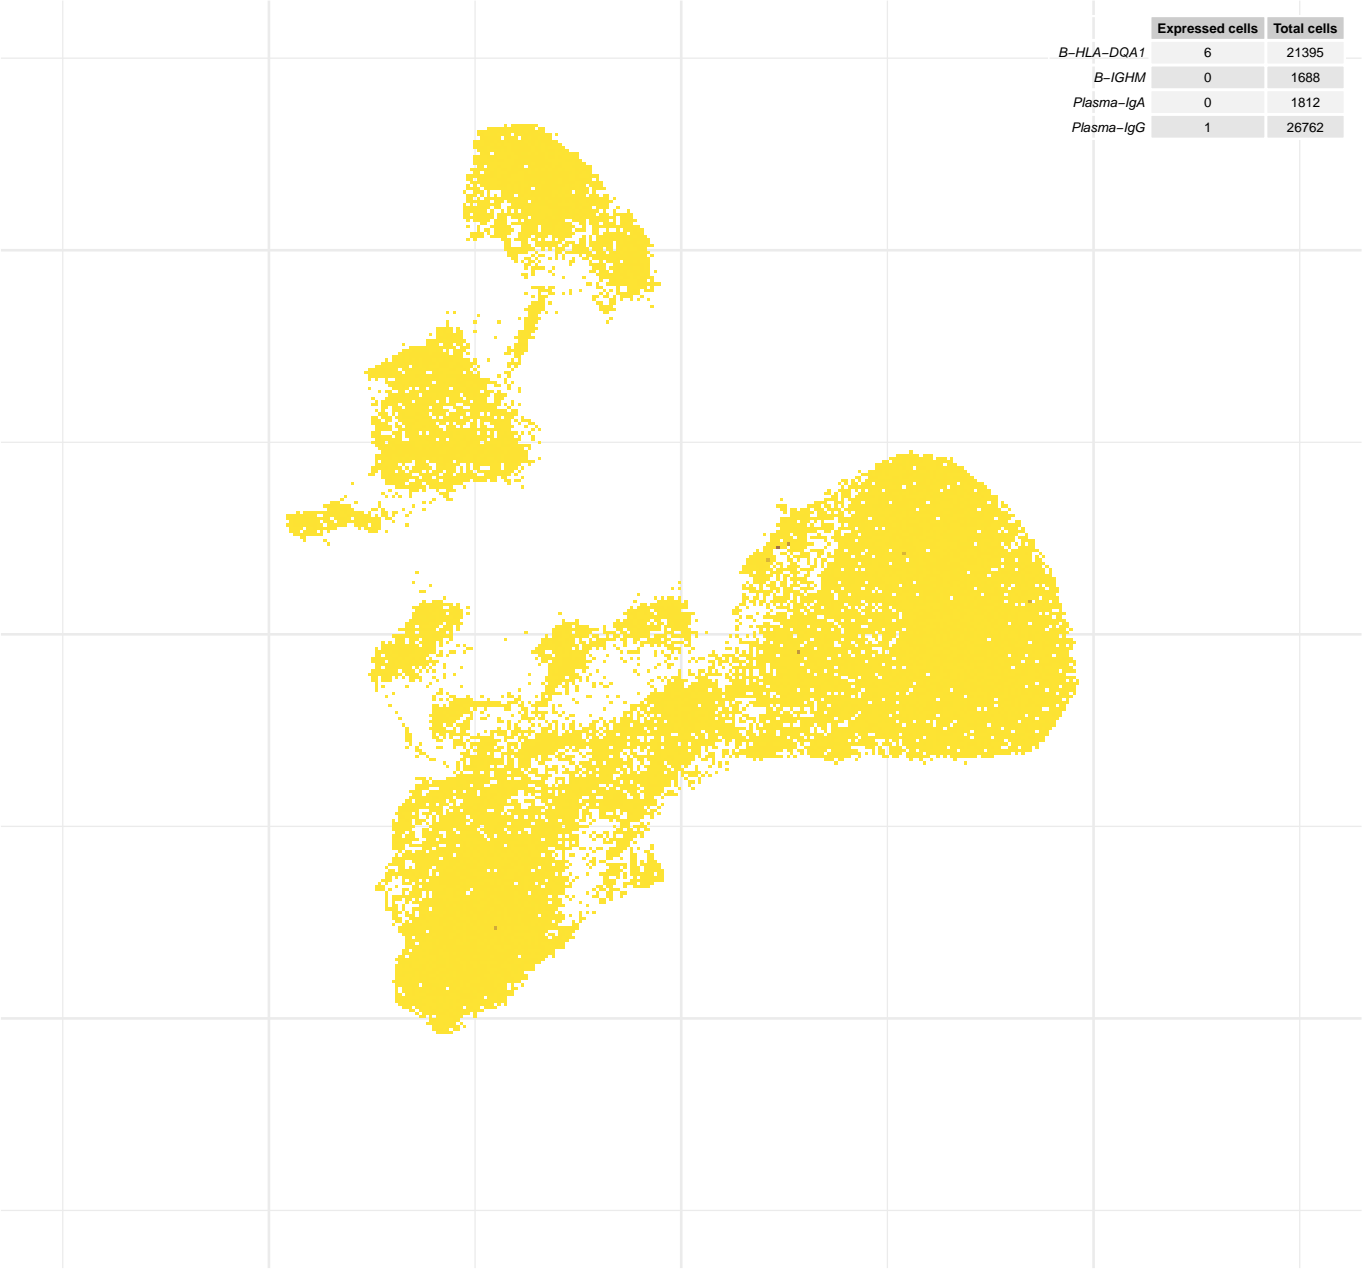 Expressed cells Total cells
B−HLA−DQA1 6 21395
B−IGHM 0 1688
Plasma−IgA 0 1812
Plasma−IgG 1 26762